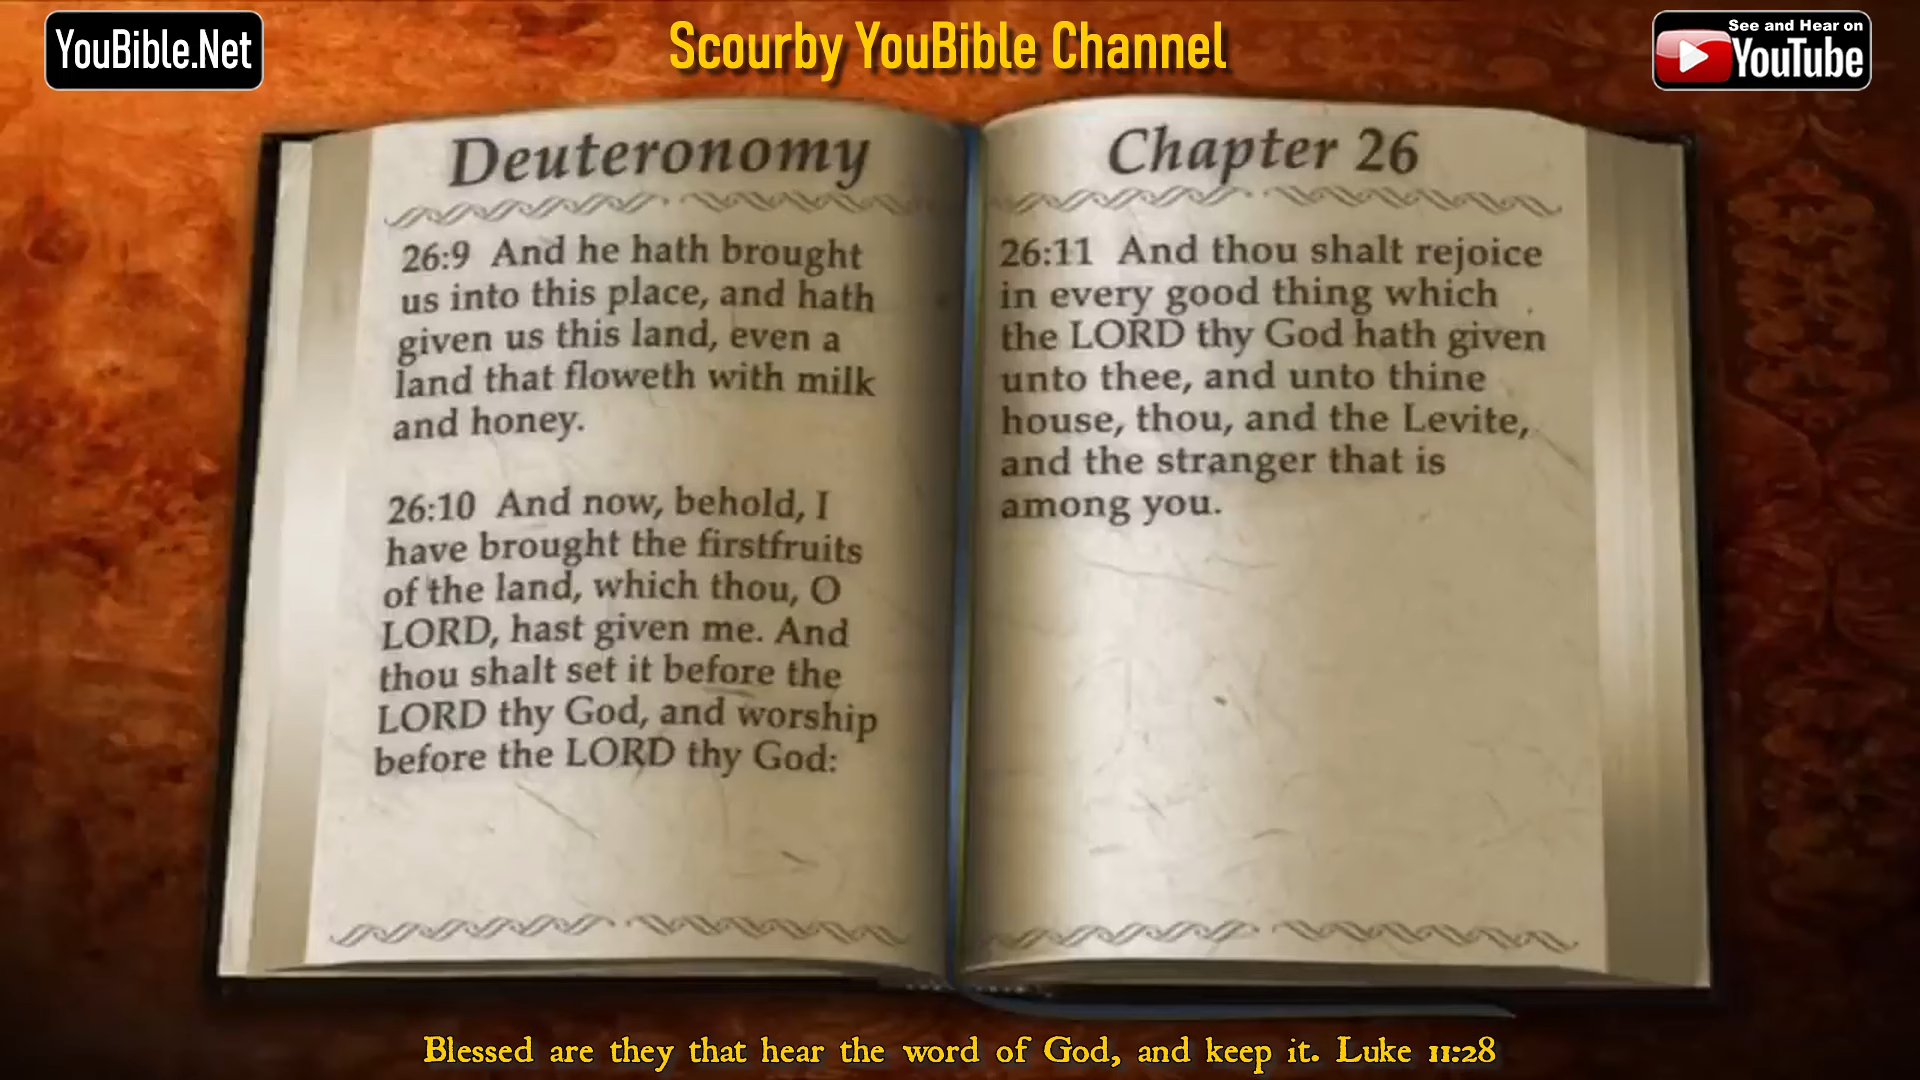 YouBible.Net
Scourby YouBible Channel
See and Hear on
YouTube
Deuteronomy
26:9 And he hath brought
us into this place, and hath
given us this land, even a
land that floweth with milk
and honey.
26:10 And now, behold, I
have brought the firstfruits
of the land, which thou, O
LORD, hast given me. And
thou shalt set it before the
LORD thy God, and worship
before the LORD thy God:
Chapter 26
26:11 And thou shalt rejoice
in every good thing which
the LORD thy God hath given
unto thee, and unto thine
house, thou, and the Levite,
and the stranger that is
among you.
Blessed are they that hear the word of God, and keep it. Luke 11:28